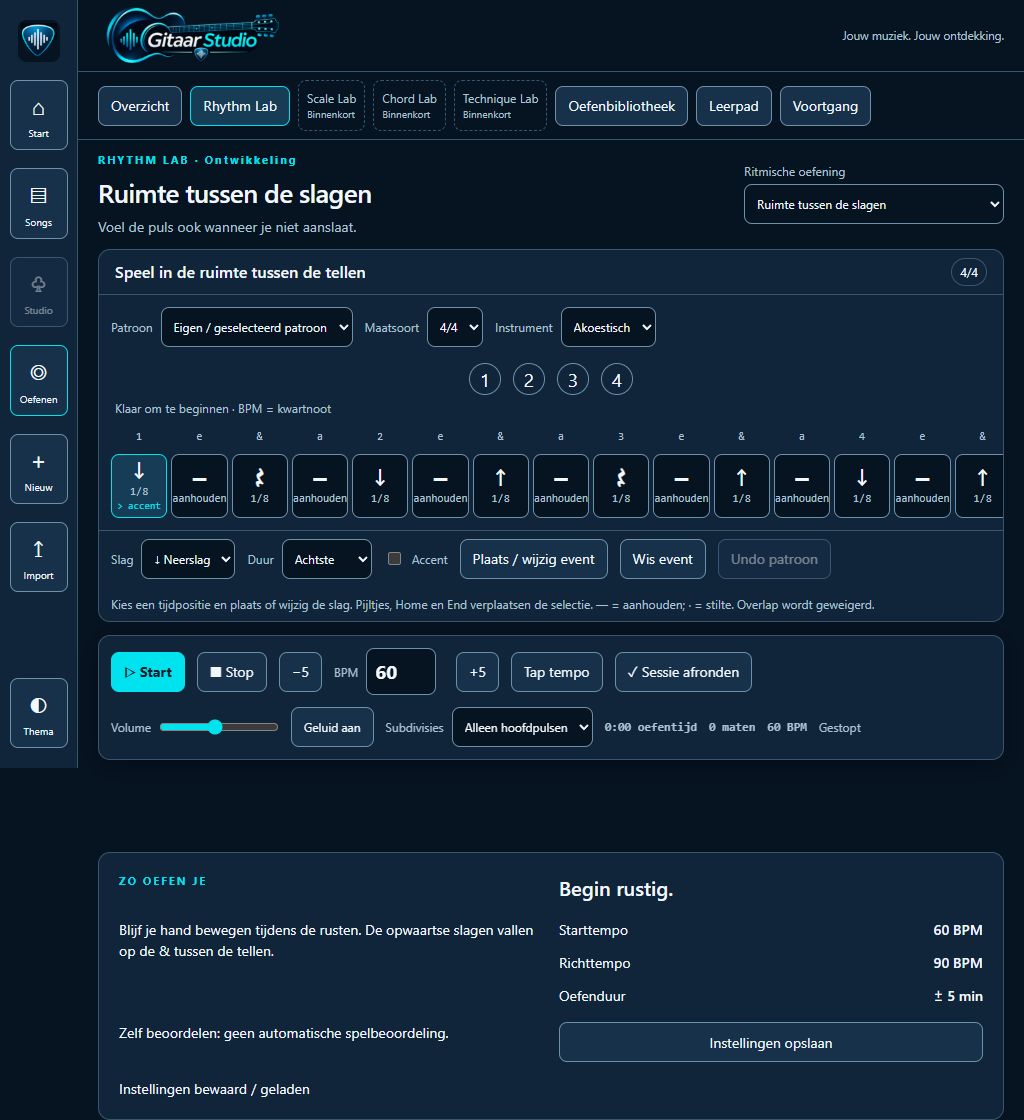 Gitaar Studio
Jouw muziek. Jouw ontdekking.
Start
Songs
Studio
Oefenen
+
Nieuw
Import
Thema
Overzicht
Rhythm Lab
Scale Lab
Binnenkort
Chord Lab
Binnenkort
Technique Lab
Binnenkort
Oefenbibliotheek
Leerpad
Voortgang
RHYTHM LAB · Ontwikkeling
Ruimte tussen de slagen
Voel de puls ook wanneer je niet aanslaat.
Ritmische oefening
Ruimte tussen de slagen
Speel in de ruimte tussen de tellen
4/4
Patroon Eigen / geselecteerd patroon Maatsoort 4/4 Instrument Akoestisch
1 2 3 4
Klaar om te beginnen · BPM = kwartnoot
1 e & a 2 e & a 3 e & a 4 e &
↓ — 𝄽 — ↓ — ↑ — 𝄽 — ↑ — ↓ — ↑
1/8 aanhouden 1/8 aanhouden 1/8 aanhouden 1/8 aanhouden 1/8 aanhouden 1/8 aanhouden 1/8 aanhouden 1/8
> accent
Slag ↓ Neerslag Duur Achtste Accent Plaats / wijzig event Wis event Undo patroon
Kies een tijdpositie en plaats of wijzig de slag. Pijltjes, Home en End verplaatsen de selectie. — = aanhouden; · = stilte. Overlap wordt geweigerd.
▷ Start ■ Stop −5 BPM 60 +5 Tap tempo ✓ Sessie afronden
Volume Geluid aan Subdivisies Alleen hoofdpulsen 0:00 oefentijd 0 maten 60 BPM Gestopt
ZO OEFEN JE
Blijf je hand bewegen tijdens de rusten. De opwaartse slagen vallen
op de & tussen de tellen.
Zelf beoordelen: geen automatische spelbeoordeling.
Instellingen bewaard / geladen
Begin rustig.
Starttempo 60 BPM
Richttempo 90 BPM
Oefenduur ± 5 min
Instellingen opslaan